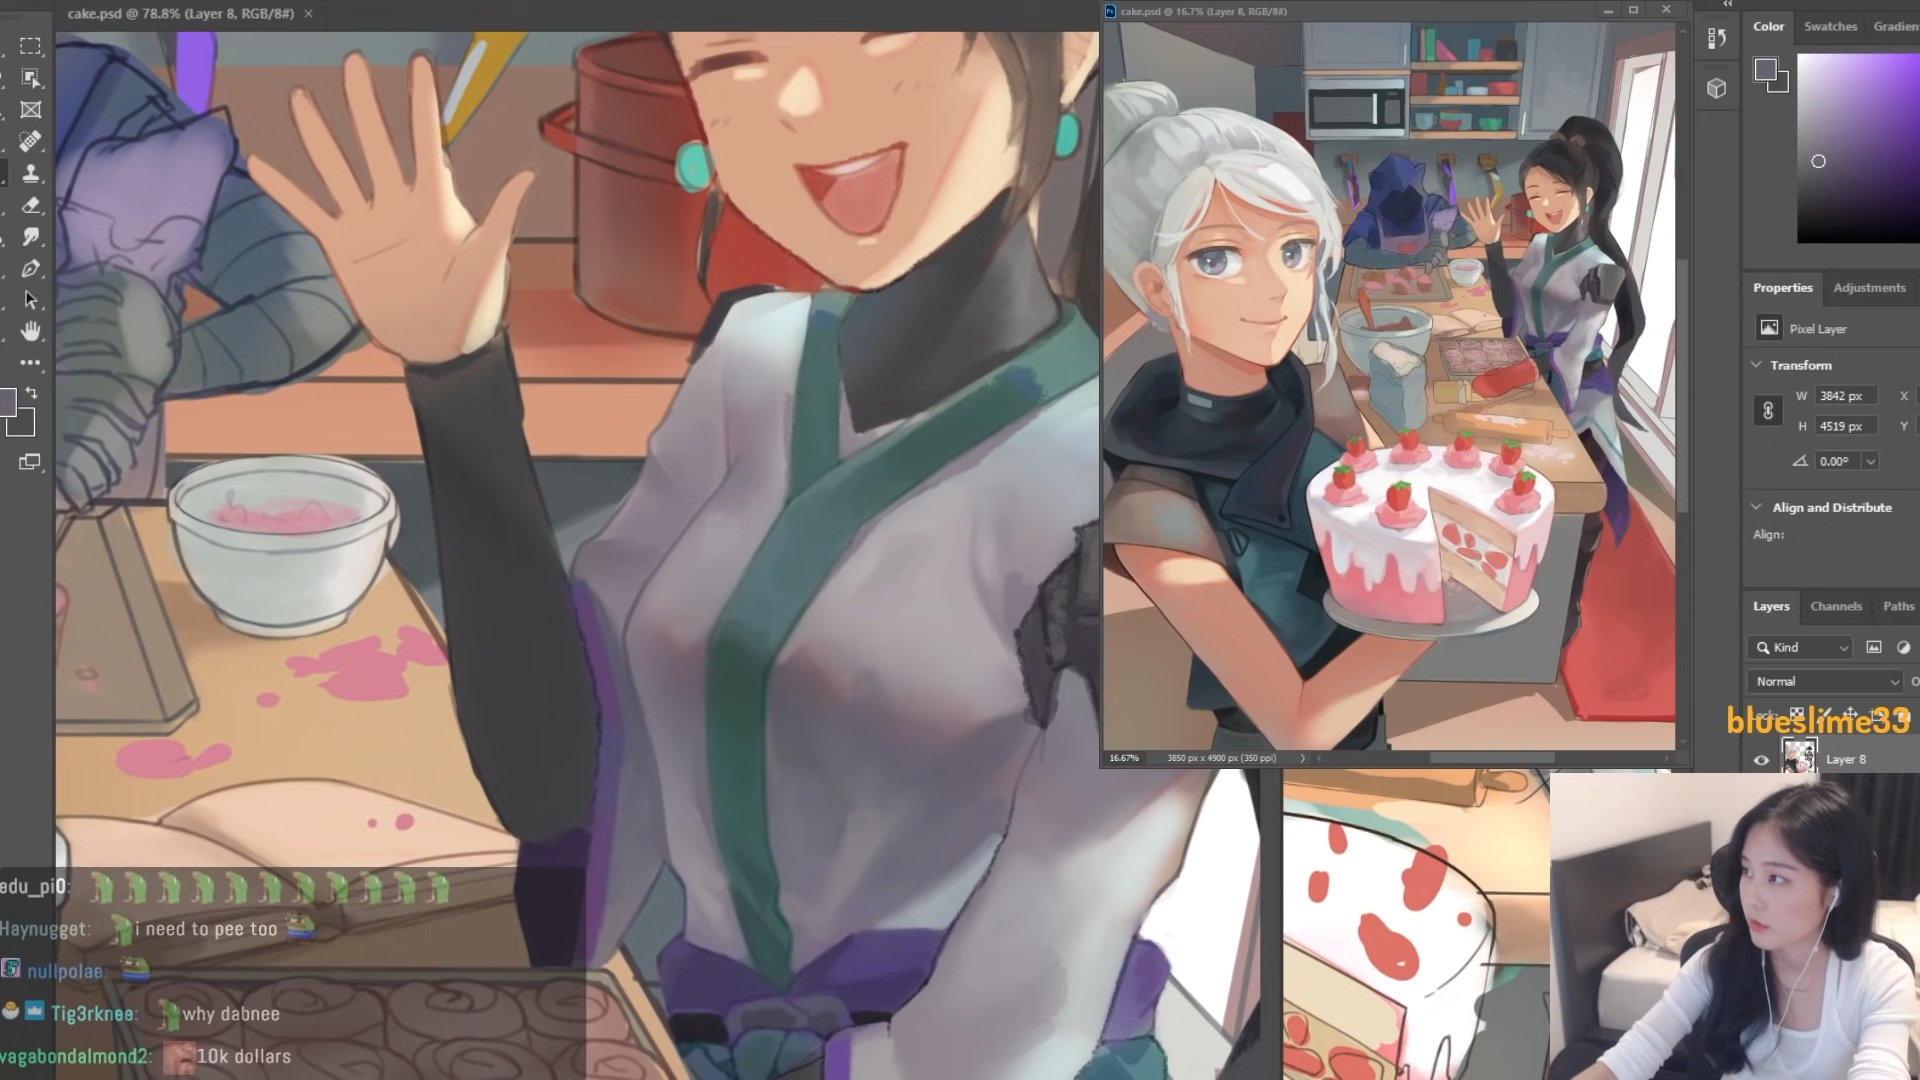 cake.psd @ 78.8% (Layer 8, RGB/8#) ×
cake.psd @ 16.7% (Layer 8, RGB/8#)
Color Swatches Gradien
Properties Adjustments
Pixel Layer
Transform
W 3842 px X
H 4519 px Y
0.00°
Align and Distribute
Align:
Layers Channels Paths
Kind
Normal
Lock:
blueslime33
Layer 8
16.67% 3850 px x 4900 px (350 ppi)
edu_pi0:
Haynugget: i need to pee too
nullpolae:
Tig3rknee: why dabnee
vagabondalmond2: 10k dollars